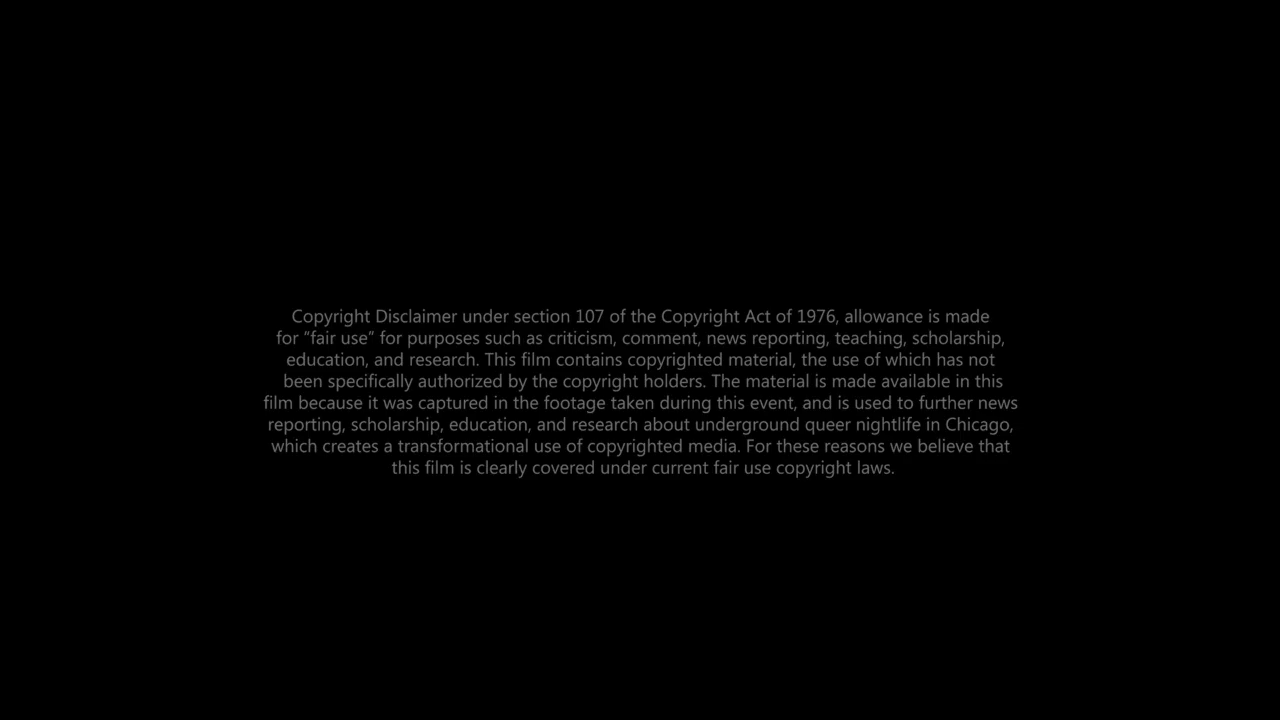 Copyright Disclaimer under section 107 of the Copyright Act of 1976, allowance is made
for “fair use“ for purposes such as criticism, comment, news reporting, teaching, scholarship,
education, and research. This film contains copyrighted material, the use of which has not
been specifically authorized by the copyright holders. The material is made available in this
film because it was captured in the footage taken during this event, and is used to further news
reporting, scholarship, education, and research about underground queer nightlife in Chicago,
which creates a transformational use of copyrighted media. For these reasons we believe that
this film is clearly covered under current fair use copyright laws.